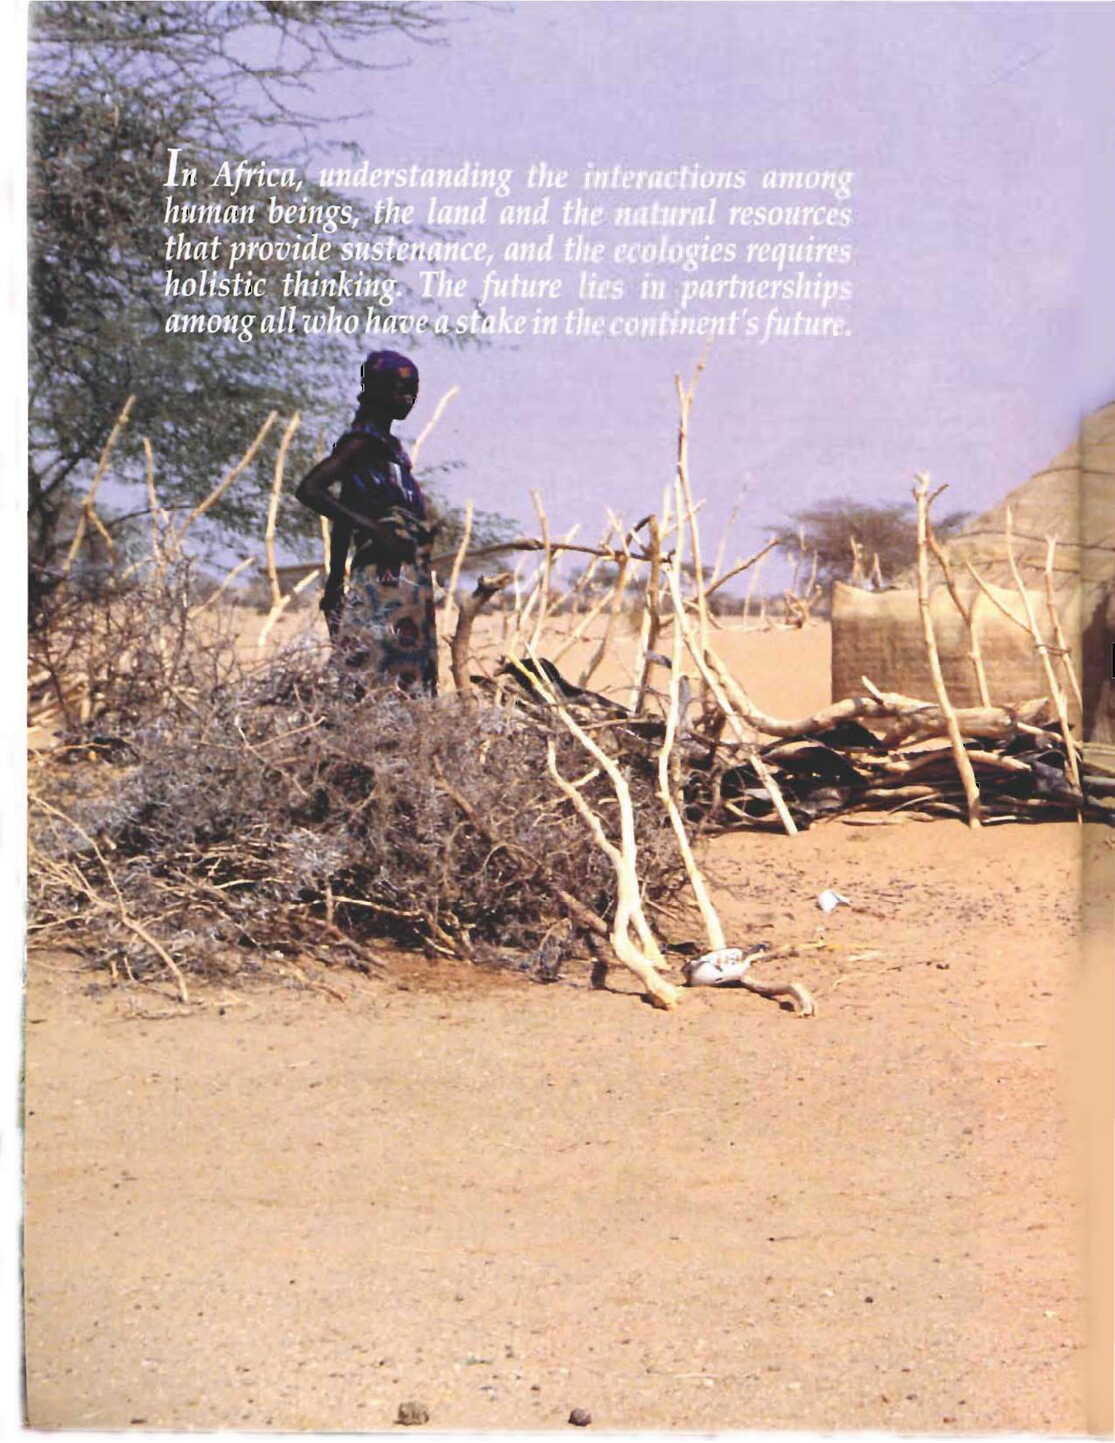 In Africa, understanding the interactions among
human beings, the land and the natural resources
that provide sustenance, and the ecologies requires
holistic thinking. The future lies in partnerships
among all who have a stake in the continent's future.